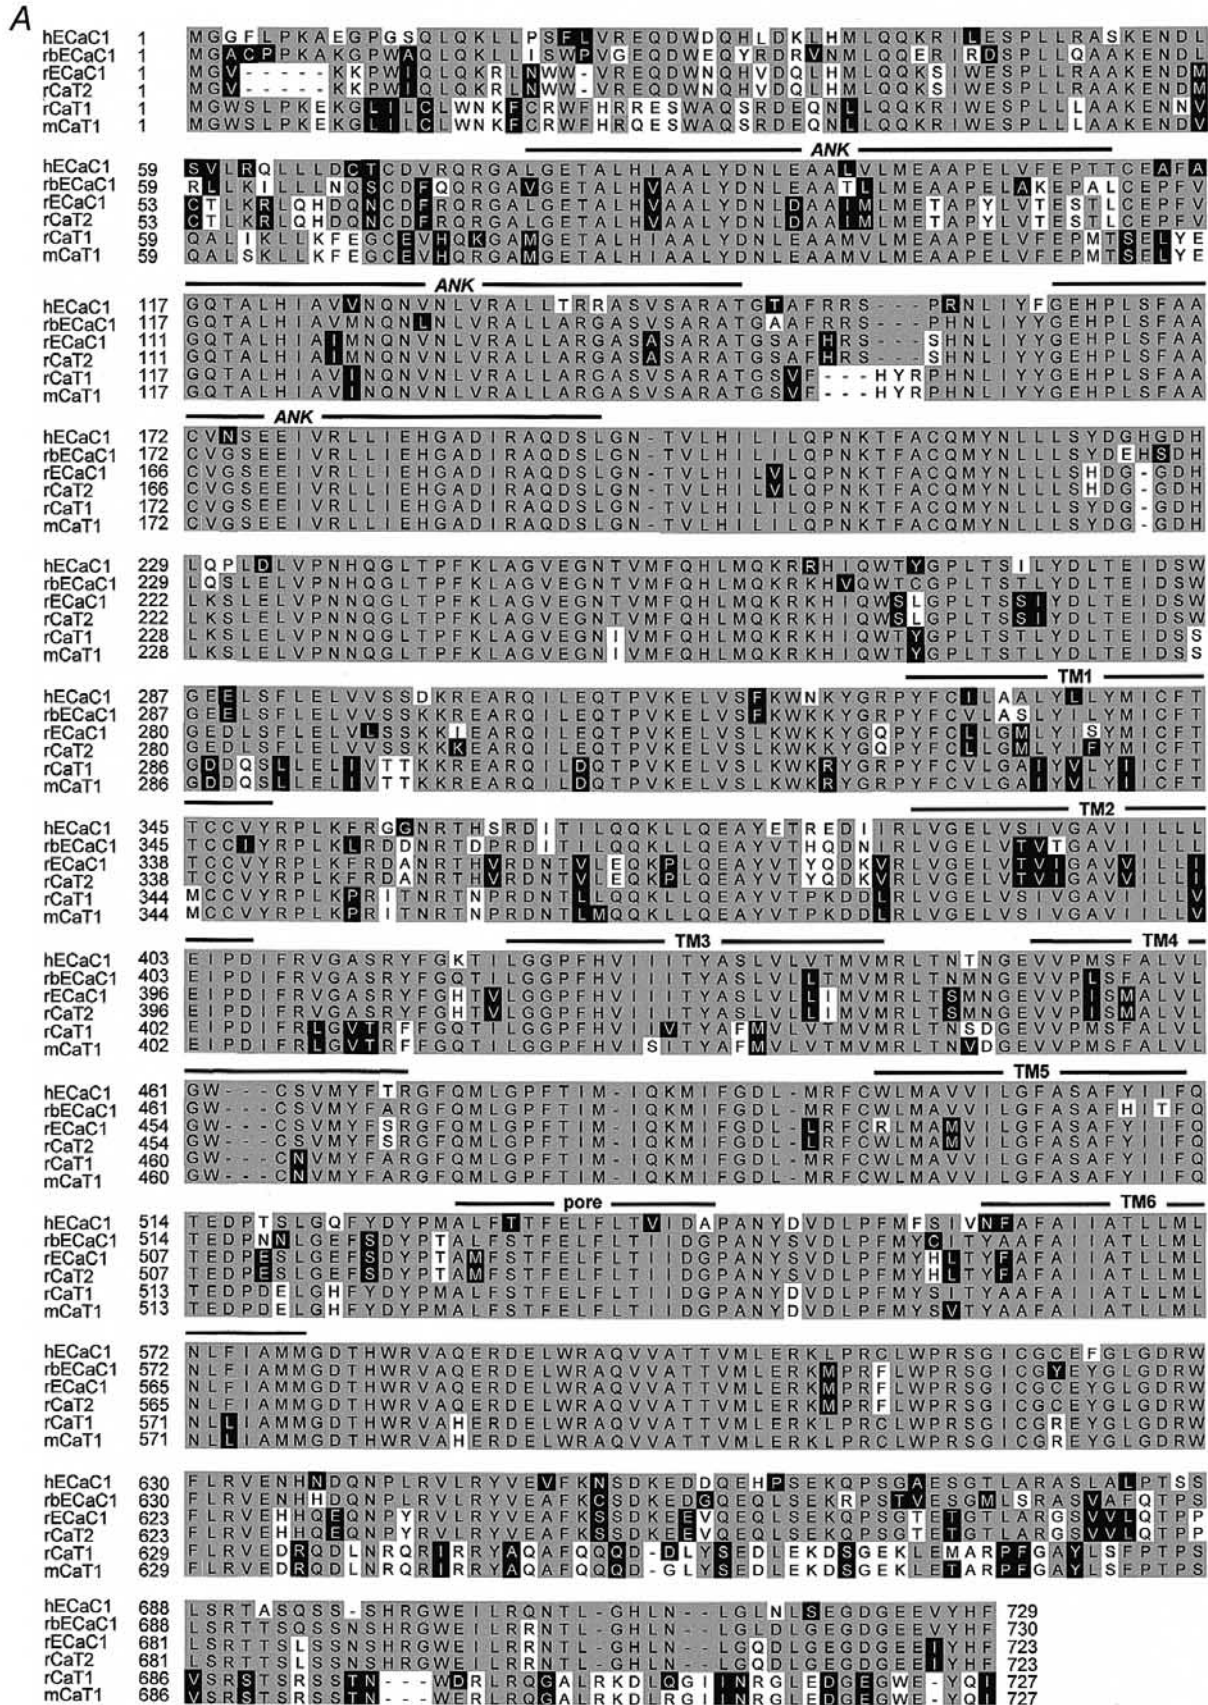 A
hECaC1 1 MGGFLPKAEGPGSQLQKLLPSFLVREQDWDQHLDKLHMLQQKRILESPLLRASKENDL
rbECaC1 1 MGACPPKAKGPWAQLQKLLISWPVGEQDWEQYRDRVNMLQQERIRDSPLLQAAKENDL
rECaC1 1 MGV-----KKPWIQLQKRLNWW-VREQDWNQHVDQLHMLQQKSIWESPLLRAAKENDM
rCaT2 1 MGV-----KKPWIQLQKRLNWW-VREQDWDQHVDQLHMLQQKSIWESPLLRAAKENDM
rCaT1 1 MGWSLPKEKGLILCLWNKFCRWFHRRESWAQSRDEQNLLQQKRIWESPLLLAAKENNV
mCaT1 1 MGWSLPKEKGLILCLWNKFCRWFHRQESWAQSRDEQNLLQQKRIWESPLLLAAKENDV
ANK
hECaC1 59 SVLRQLLLDCTCDVRQRGALGETALHIAALYDNLEAALVLMEAAPELVFEPTTCEAFA
rbECaC1 59 RLLKILLLNQSCDFQQRGAVGETALHVAALYDNLEAATLLMEAAPELAKEPALCEPFV
rECaC1 53 CTLKRLQHDQNCDFRQRGALGETALHVAALYDNLDAAIMLMETAPYLVTESTLCEPFV
rCaT2 53 CTLKRLQHDQNCDFRQRGALGETALHVAALYDNLEAAIMLMETAPYLVTESTLCEPFV
rCaT1 59 QALIKLLKFEGCEVHQKGAMGETALHIAALYDNLEAAMVLMEAAPELVFEPMTSELYE
mCaT1 59 QALSKLLKFEGCEVHQRGAMGETALHIAALYDNLEAAMVLMEAAPELVFEPMTSELYE
ANK
hECaC1 117 GQTALHIAVVNQNVNLVRALLTRRASVSARATGTAFRRS---PRNLIYFGEHPLSFAA
rbECaC1 117 GQTALHIAVMNQNLNLVRALLARGASVSARATGAAFRRS---PHNLIYYGEHPLSFAA
rECaC1 111 GQTALHIAIMNQNVNLVRALLARGASASARATGSAFHRS---SHNLIYYGEHPLSFAA
rCaT2 111 GQTALHIAIMNQNVNLVRALLARGASASARATGSAFHRS---SHNLIYYGEHPLSFAA
rCaT1 117 GQTALHIAVINQNVNLVRALLARGASVSARATGSVF---HYRPHNLIYYGEHPLSFAA
mCaT1 117 GQTALHIAVINQNVNLVRALLARGASVSARATGSVF---HYRPHNLIYYGEHPLSFAA
ANK
hECaC1 172 CVNSEEIVRLLIEHGADIRAQDSLGN-TVLHILILQPNKTFACQMYNLLLSYDGHGDH
rbECaC1 172 CVGSEEIVRLLIEHGADIRAQDSLGN-TVLHILILQPNKTFACQMYNLLLSYDEHSDH
rECaC1 166 CVGSEEIVRLLIEHGADIRAQDSLGN-TVLHILVLQPNKTFACQMYNLLLSHDG-GDH
rCaT2 166 CVGSEEIVRLLIEHGADIRAQDSLGN-TVLHILVLQPNKTFACQMYNLLLSHDG-GDH
rCaT1 172 CVGSEEIVRLLIEHGADIRAQDSLGN-TVLHILILQPNKTFACQMYNLLLSYDG-GDH
mCaT1 172 CVGSEEIVRLLIEHGADIRAQDSLGN-TVLHILILQPNKTFACQMYNLLLSYDG-GDH
hECaC1 229 LQPLDLVPNHQGLTPFKLAGVEGNTVMFQHLMQKRRHIQWTYGPLTSILYDLTEIDSW
rbECaC1 229 LQSLELVPNHQGLTPFKLAGVEGNTVMFQHLMQKRKHVQWTCGPLTSTLYDLTEIDSW
rECaC1 222 LKSLELVPNNQGLTPFKLAGVEGNTVMFQHLMQKRKHIQWSLGPLTSSIYDLTEIDSW
rCaT2 222 LKSLELVPNNQGLTPFKLAGVEGNTVMFQHLMQKRKHIQWSLGPLTSSIYDLTEIDSW
rCaT1 228 LKSLELVPNNQGLTPFKLAGVEGNIVMFQHLMQKRKHIQWTYGPLTSTLYDLTEIDSS
mCaT1 228 LKSLELVPNNQGLTPFKLAGVEGNIVMFQHLMQKRKHIQWTYGPLTSTLYDLTEIDSS
TM1
hECaC1 287 GEELSFLELVVSSDKREARQILEQTPVKELVSFKWNKYGRPYFCILAALYLLYMICFT
rbECaC1 287 GEELSFLELVVSSKKREARQILEQTPVKELVSFKWKKYGRPYFCVLASLYILYMICFT
rECaC1 280 GEDLSFLELVLSSKKIEARQILEQTPVKELVSLKWKKYGQPYFCLLGMLYISYMICFT
rCaT2 280 GEDLSFLELVVSSKKKEARQILEQTPVKELVSLKWKKYGQPYFCLLGMLYIFYMICFT
rCaT1 286 GDDQSLLELIVTTKKREARQILDQTPVKELVSLKWKRYGRPYFCVLGAIYVLYIICFT
mCaT1 286 GDDQSLLELIVTTKKREARQILDQTPVKELVSLKWKRYGRPYFCVLGAIYVLYIICFT
TM2
hECaC1 345 TCCVYRPLKFRGGNRTHSRDITILQQKLLQEAYETREDIIRLVGELVSIVGAVIILLL
rbECaC1 345 TCCIYRPLKLRDDNRTDPRDITILQQKLLQEAYVTHQDNIRLVGELVTVTGAVIILLL
rECaC1 338 TCCVYRPLKFRDANRTHVRDNTVLEQKPLQEAYVTYQDKVRLVGELVTVIGAVVILLI
rCaT2 338 TCCVYRPLKFRDANRTHVRDNTVLEQKPLQEAYVTYQDKVRLVGELVTVIGAVVILLI
rCaT1 344 MCCVYRPLKPRITNRTNPRDNTLLQQKLLQEAYVTPKDDLRLVGELVSIVGAVIILLV
mCaT1 344 MCCVYRPLKPRITNRTNPRDNTLMQQKLLQEAYVTPKDDLRLVGELVSIVGAVIILLV
TM3 TM4
hECaC1 403 EIPDIFRVGASRYFGKTILGGPFHVIIITYASLVLVTMVMRLTNTNGEVVPMSFALVL
rbECaC1 403 EIPDIFRVGASRYFGQTILGGPFHVIIITYASLVLLTMVMRLTNMNGEVVPLSFALVL
rECaC1 396 EIPDIFRVGASRYFGHTVLGGPFHVIIITYASLVLLIMVMRLTSMNGEVVPISMALVL
rCaT2 396 EIPDIFRVGASRYFGHTVLGGPFHVIIITYASLVLLIMVMRLTSMNGEVVPISMALVL
rCaT1 402 EIPDIFRLGVTRFFGQTILGGPFHVIIVTYAFMVLVTMVMRLTNSDGEVVPMSFALVL
mCaT1 402 EIPDIFRLGVTRFFGQTILGGPFHVISITYAFMVLVTMVMRLTNVDGEVVPMSFALVL
TM5
hECaC1 461 GW---CSVMYFTRGFQMLGPFTIM-IQKMIFGDL-MRFCWLMAVVILGFASAFYIIFQ
rbECaC1 461 GW---CSVMYFARGFQMLGPFTIM-IQKMIFGDL-MRFCWLMAVVILGFASAFHITFQ
rECaC1 454 GW---CSVMYFSRGFQMLGPFTIM-IQKMIFGDL-LRFCRLMAMVILGFASAFYIIFQ
rCaT2 454 GW---CSVMYFSRGFQMLGPFTIM-IQKMIFGDL-LRFCWLMAMVILGFASAFYIIFQ
rCaT1 460 GW---CNVMYFARGFQMLGPFTIM-IQKMIFGDL-MRFCWLMAVVILGFASAFYIIFQ
mCaT1 460 GW---CNVMYFARGFQMLGPFTIM-IQKMIFGDL-MRFCWLMAVVILGFASAFYIIFQ
pore TM6
hECaC1 514 TEDPTSLGQFYDYPMALFTTFELFLTVIDAPANYDVDLPFMFSIVNFAFAIIATLLML
rbECaC1 514 TEDPNNLGEFSDYPTALFSTFELFLTIIDGPANYSVDLPFMYCITYAAFAIIATLLML
rECaC1 507 TEDPESLGEFSDYPTAMFSTFELFLTIIDGPANYSVDLPFMYHLTYFAFAIIATLLML
rCaT2 507 TEDPESLGEFSDYPTAMFSTFELFLTIIDGPANYSVDLPFMYHLTYFAFAIIATLLML
rCaT1 513 TEDPDELGHFYDYPMALFSTFELFLTIIDGPANYDVDLPFMYSITYAAFAIIATLLML
mCaT1 513 TEDPDELGHFYDYPMALFSTFELFLTIIDGPANYDVDLPFMYSVTYAAFAIIATLLML
hECaC1 572 NLFIAMMGDTHWRVAQERDELWRAQVVATTVMLERKLPRCLWPRSGICGCEFGLGDRW
rbECaC1 572 NLFIAMMGDTHWRVAQERDELWRAQVVATTVMLERKMPRFLWPRSGICGYEYGLGDRW
rECaC1 565 NLFIAMMGDTHWRVAQERDELWRAQVVATTVMLERKMPRFLWPRSGICGCEYGLGDRW
rCaT2 565 NLFIAMMGDTHWRVAQERDELWRAQVVATTVMLERKMPRFLWPRSGICGCEYGLGDRW
rCaT1 571 NLLIAMMGDTHWRVAHERDELWRAQVVATTVMLERKLPRCLWPRSGICGREYGLGDRW
mCaT1 571 NLLIAMMGDTHWRVAHERDELWRAQVVATTVMLERKLPRCLWPRSGICGREYGLGDRW
hECaC1 630 FLRVENHNDQNPLRVLRYVEVFKNSDKEDDQEHPSEKQPSGAESGTLARASLALPTSS
rbECaC1 630 FLRVENHHDQNPLRVLRYVEAFKCSDKEDGQEQLSEKRPSTVESGMLSRASVAFQTPS
rECaC1 623 FLRVEHHQEQNPYRVLRYVEAFKSSDKEEVQEQLSEKQPSGTETGTLARGSVVLQTPP
rCaT2 623 FLRVEHHQEQNPYRVLRYVEAFKSSDKEEVQEQLSEKQPSGTETGTLARGSVVLQTPP
rCaT1 629 FLRVEDRQDLNRQRIRRYAQAFQQQD-DLYSEDLEKDSGEKLEMARPFGAYLSFPTPS
mCaT1 629 FLRVEDRQDLNRQRIRRYAQAFQQQD-GLYSEDLEKDSGEKLETARPFGAYLSFPTPS
hECaC1 688 LSRTASQSS-SHRGWEILRQNTL-GHLN--LGLNLSEGDGEEVYHF 729
rbECaC1 688 LSRTTSQSSNSHRGWEILRRNTL-GHLN--LGLDLGEGDGEEVYHF 730
rECaC1 681 LSRTTSLSSNSHRGWEILRRNTL-GHLN--LGQDLGEGDGEEIYHF 723
rCaT2 681 LSRTTSLSSNSHRGWEILRRNTL-GHLN--LGQDLGEGDGEEIYHF 723
rCaT1 686 VSRSTSRSSTN---WDRLRQGALRKDLQGIINRGLEDGEGWE-YQI 727
mCaT1 686 VSRSTSRSSTN---WERLRQGALRKDLRGIINRGLEDGEGWE-YQI 727